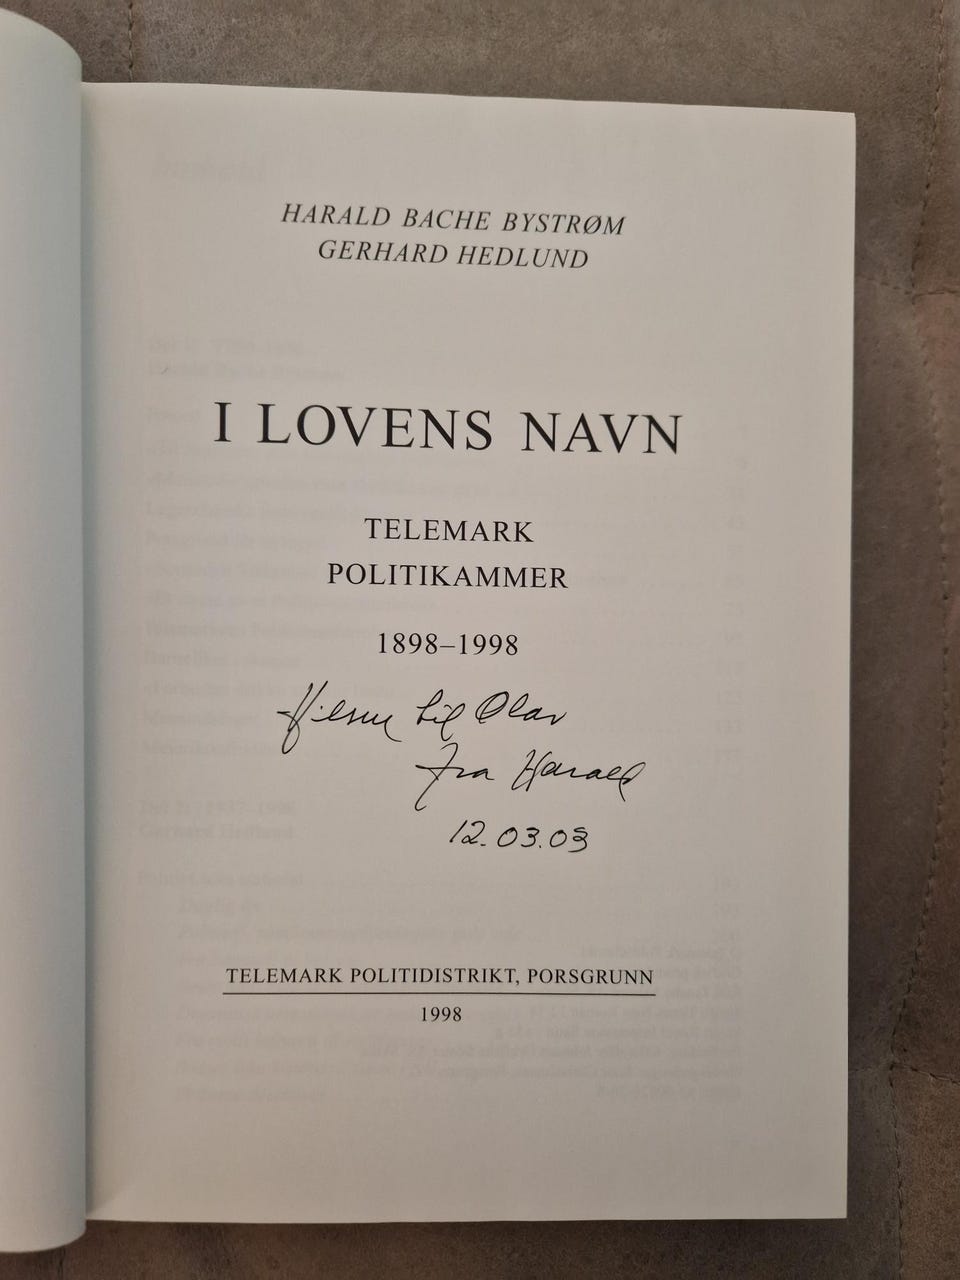 HARALD BACHE BYSTRØM
GERHARD HEDLUND
I LOVENS NAVN
TELEMARK
POLITIKAMMER
1898–1998
Hilsen til Olav
Fra Harald
12.03.03
TELEMARK POLITIDISTRIKT, PORSGRUNN
1998